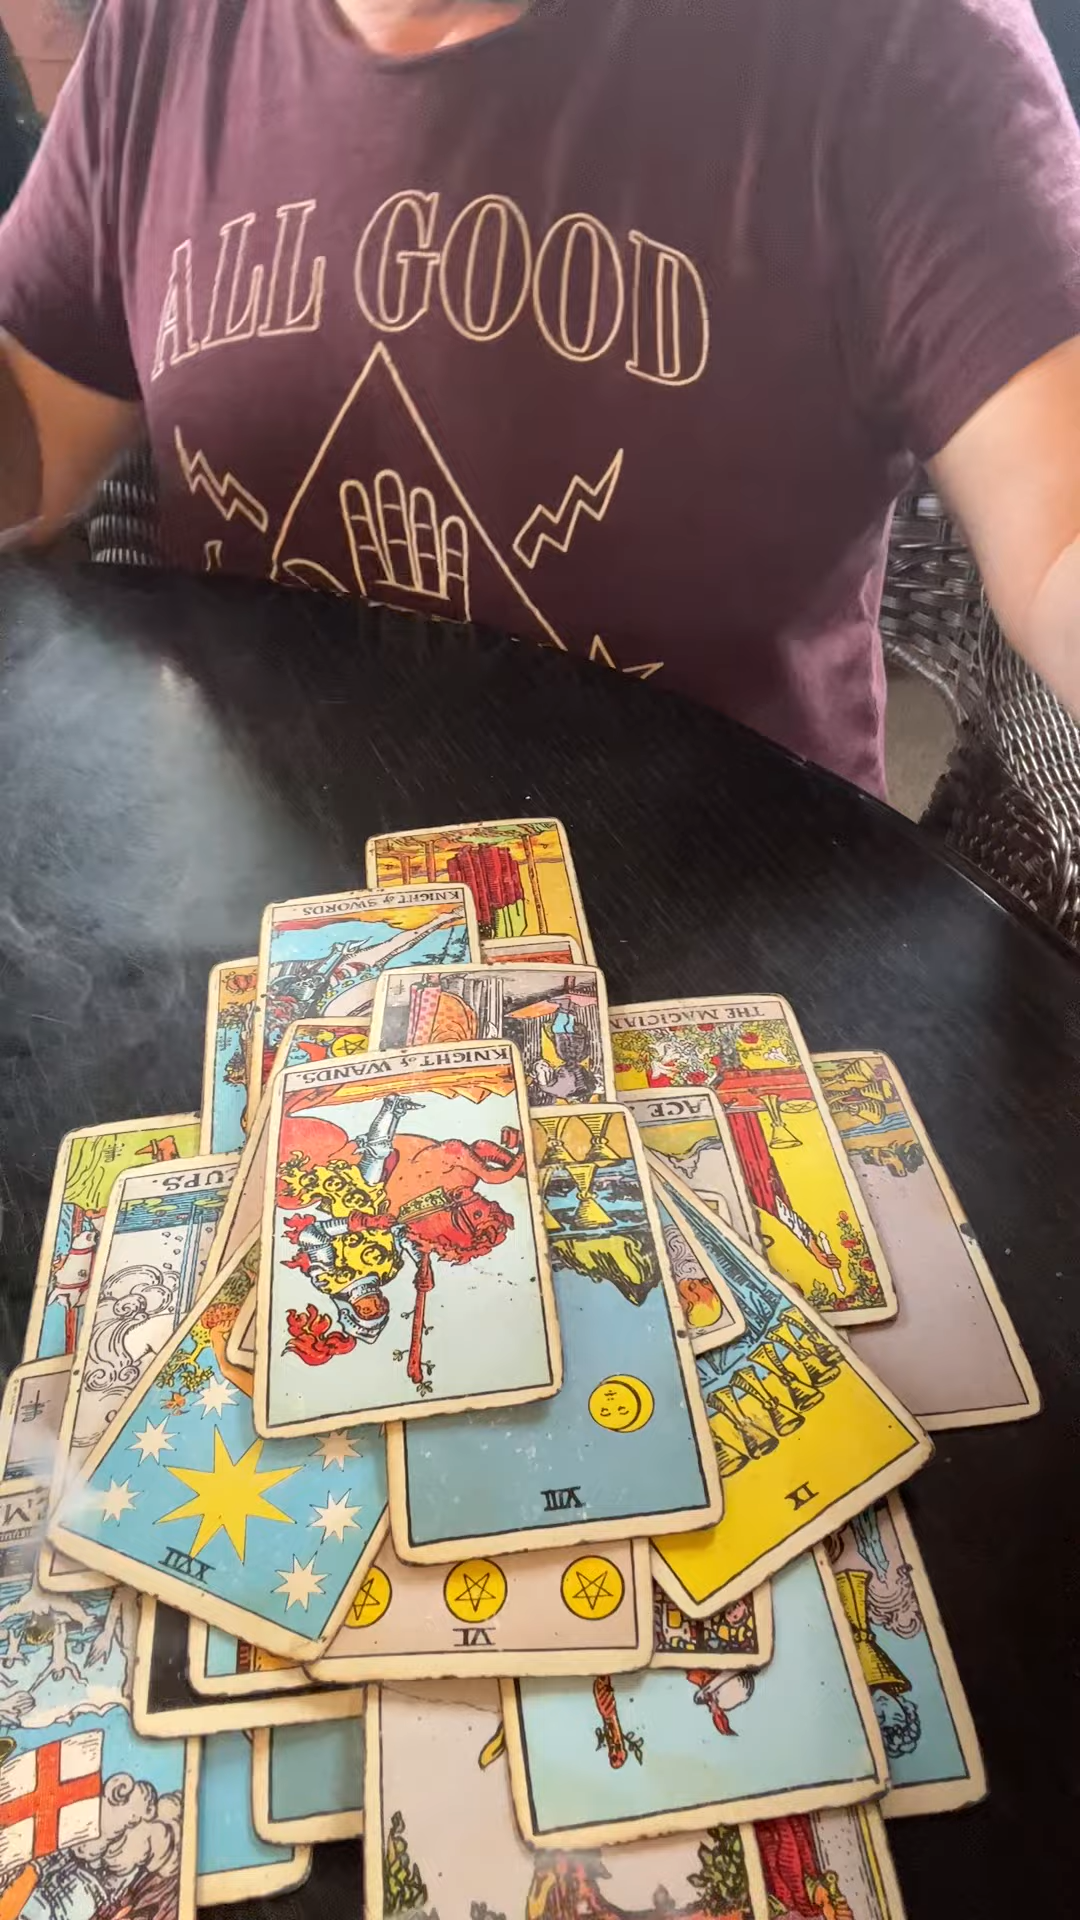 ALL GOOD
KNIGHT of SWORDS.
THE MAGICIAN
KNIGHT of WANDS.
ACE
CUPS.
IX
VIII
XVII
VI